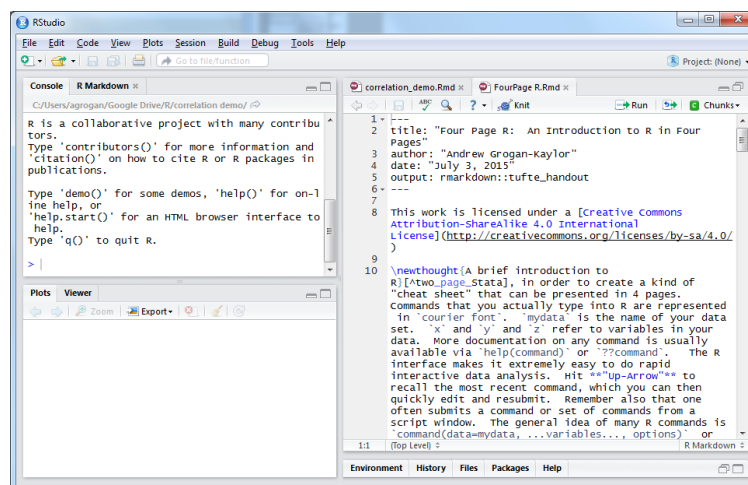 RStudio
File Edit Code View Plots Session Build Debug Tools Help
Go to file/function
Project: (None)
Console R Markdown
C:/Users/agrogan/Google Drive/R/correlation demo/
R is a collaborative project with many contribu
tors.
Type 'contributors()' for more information and
'citation()' on how to cite R or R packages in
publications.
Type 'demo()' for some demos, 'help()' for on-l
ine help, or
'help.start()' for an HTML browser interface to
help.
Type 'q()' to quit R.
>
Plots Viewer
Zoom Export
correlation_demo.Rmd FourPage R.Rmd
ABC ? Knit Run Chunks
1 ---
2 title: "Four Page R: An Introduction to R in Four
Pages"
3 author: "Andrew Grogan-Kaylor"
4 date: "July 3, 2015"
5 output: rmarkdown::tufte_handout
6 ---
7
8 This work is licensed under a [Creative Commons
Attribution-ShareAlike 4.0 International
License](http://creativecommons.org/licenses/by-sa/4.0/
)
9
10 \newthought{A brief introduction to
R}[^two_page_Stata], in order to create a kind of
"cheat sheet" that can be presented in 4 pages.
Commands that you actually type into R are represented
in `courier font`. `mydata` is the name of your data
set. `x` and `y` and `z` refer to variables in your
data. More documentation on any command is usually
available via `help(command)` or `??command`. The R
interface makes it extremely easy to do rapid
interactive data analysis. Hit **"Up-Arrow"** to
recall the most recent command, which you can then
quickly edit and resubmit. Remember also that one
often submits a command or set of commands from a
script window. The general idea of many R commands is
`command(data=mydata, ...variables..., options)` or
1:1 (Top Level) R Markdown
Environment History Files Packages Help